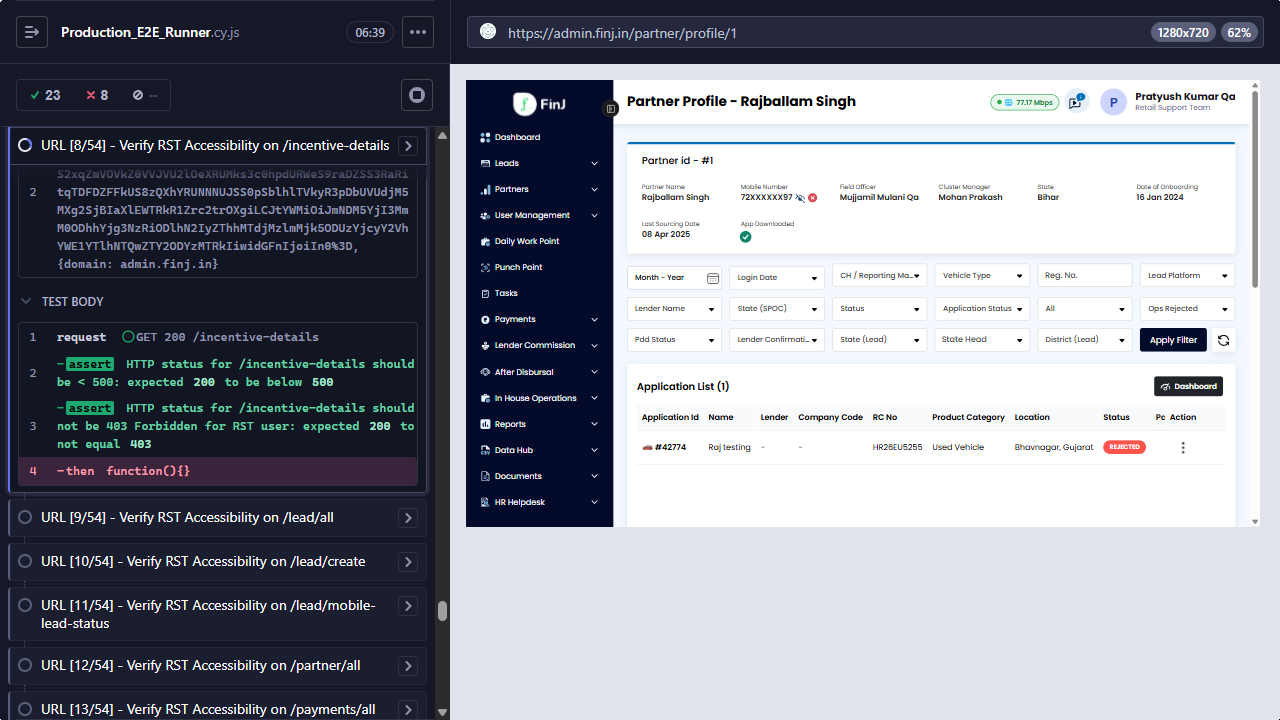 Production_E2E_Runner.cy.js
06:39
https://admin.finj.in/partner/profile/1
1280x720
62%
23
8
--
URL [8/54] - Verify RST Accessibility on /incentive-details
2
MXg2SjBIaXlEWTRkR1Zrc2trOXgilCJtYWMiOiJmNDM5YjI3Mm
{domain: admin.finj.in}
TEST BODY
1 request GET 200 /incentive-details
2 -assert HTTP status for /incentive-details should
be < 500: expected 200 to be below 500
3 -assert HTTP status for /incentive-details should
not be 403 Forbidden for RST user: expected 200 to
not equal 403
4 -then function(){}
URL [9/54] - Verify RST Accessibility on /lead/all
URL [10/54] - Verify RST Accessibility on /lead/create
URL [11/54] - Verify RST Accessibility on /lead/mobile-
lead-status
URL [12/54] - Verify RST Accessibility on /partner/all
URL [13/54] - Verify RST Accessibility on /payments/all
FinJ
Dashboard
Leads
Partners
User Management
Daily Work Point
Punch Point
Tasks
Payments
Lender Commission
After Disbursal
In House Operations
Reports
Data Hub
Documents
HR Helpdesk
Partner Profile - Rajballam Singh
77.17 Mbps
P
Pratyush Kumar Qa
Retail Support Team
Partner id - #1
Partner Name Mobile Number Field Officer Cluster Manager State Date of Onboarding
Rajballam Singh 72XXXXXX97 Mujjamil Mulani Qa Mohan Prakash Bihar 16 Jan 2024
Last Sourcing Date App Downloaded
08 Apr 2025
Month - Year Login Date CH / Reporting Ma... Vehicle Type Reg. No. Lead Platform
Lender Name State (SPOC) Status Application Status All Ops Rejected
Pdd Status Lender Confirmati... State (Lead) State Head District (Lead) Apply Filter
Application List (1)
Dashboard
Application Id Name Lender Company Code RC No Product Category Location Status Pc Action
#42774 Raj testing - - HR26EU5255 Used Vehicle Bhavnagar, Gujarat REJECTED